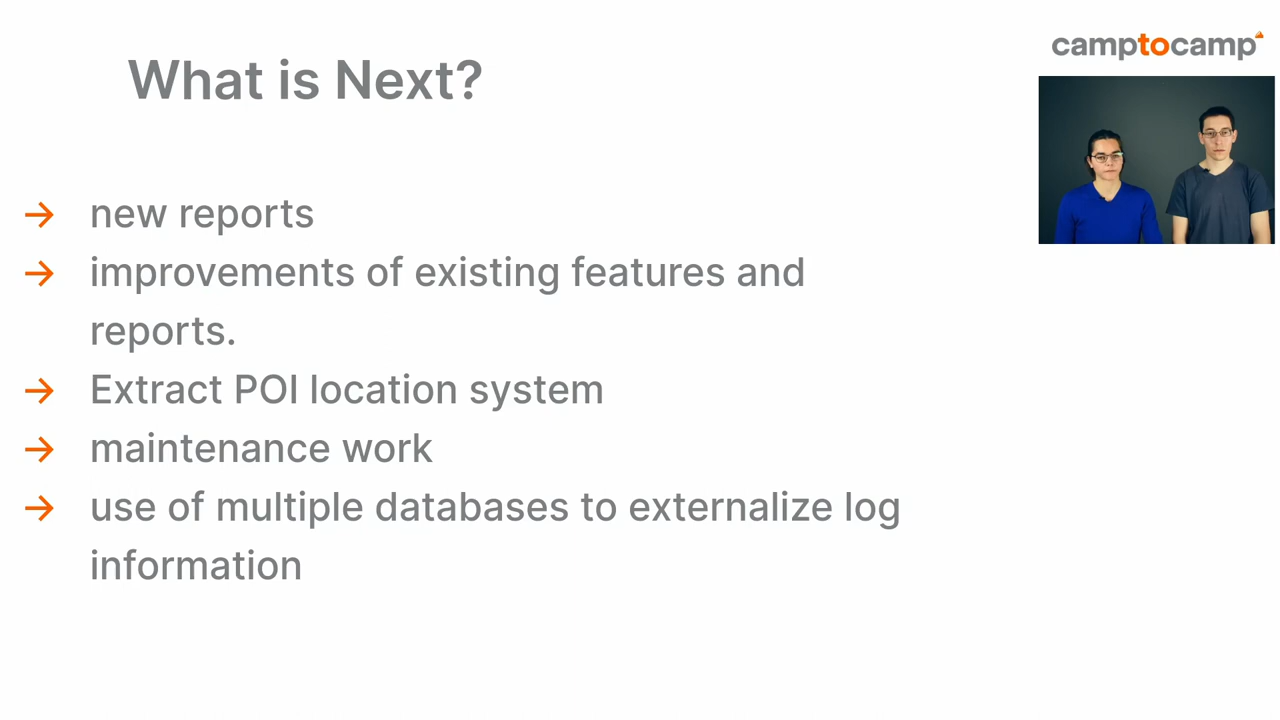 What is Next?
camptocamp
→ new reports
→ improvements of existing features and
reports.
→ Extract POI location system
→ maintenance work
→ use of multiple databases to externalize log
information